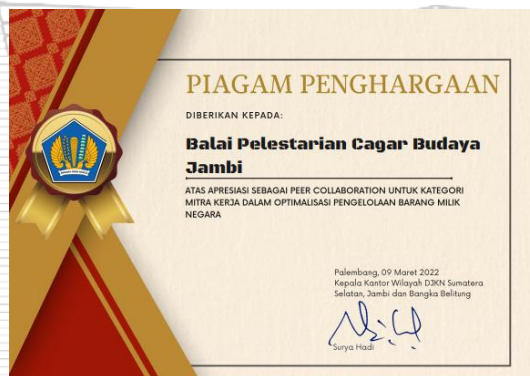 PIAGAM PENGHARGAAN
DIBERIKAN KEPADA:
Balai Pelestarian Cagar Budaya
Jambi
ATAS APRESIASI SEBAGAI PEER COLLABORATION UNTUK KATEGORI
MITRA KERJA DALAM OPTIMALISASI PENGELOLAAN BARANG MILIK
NEGARA
Palembang, 09 Maret 2022
Kepala Kantor Wilayah DJKN Sumatera
Selatan, Jambi dan Bangka Belitung
Surya Hadi